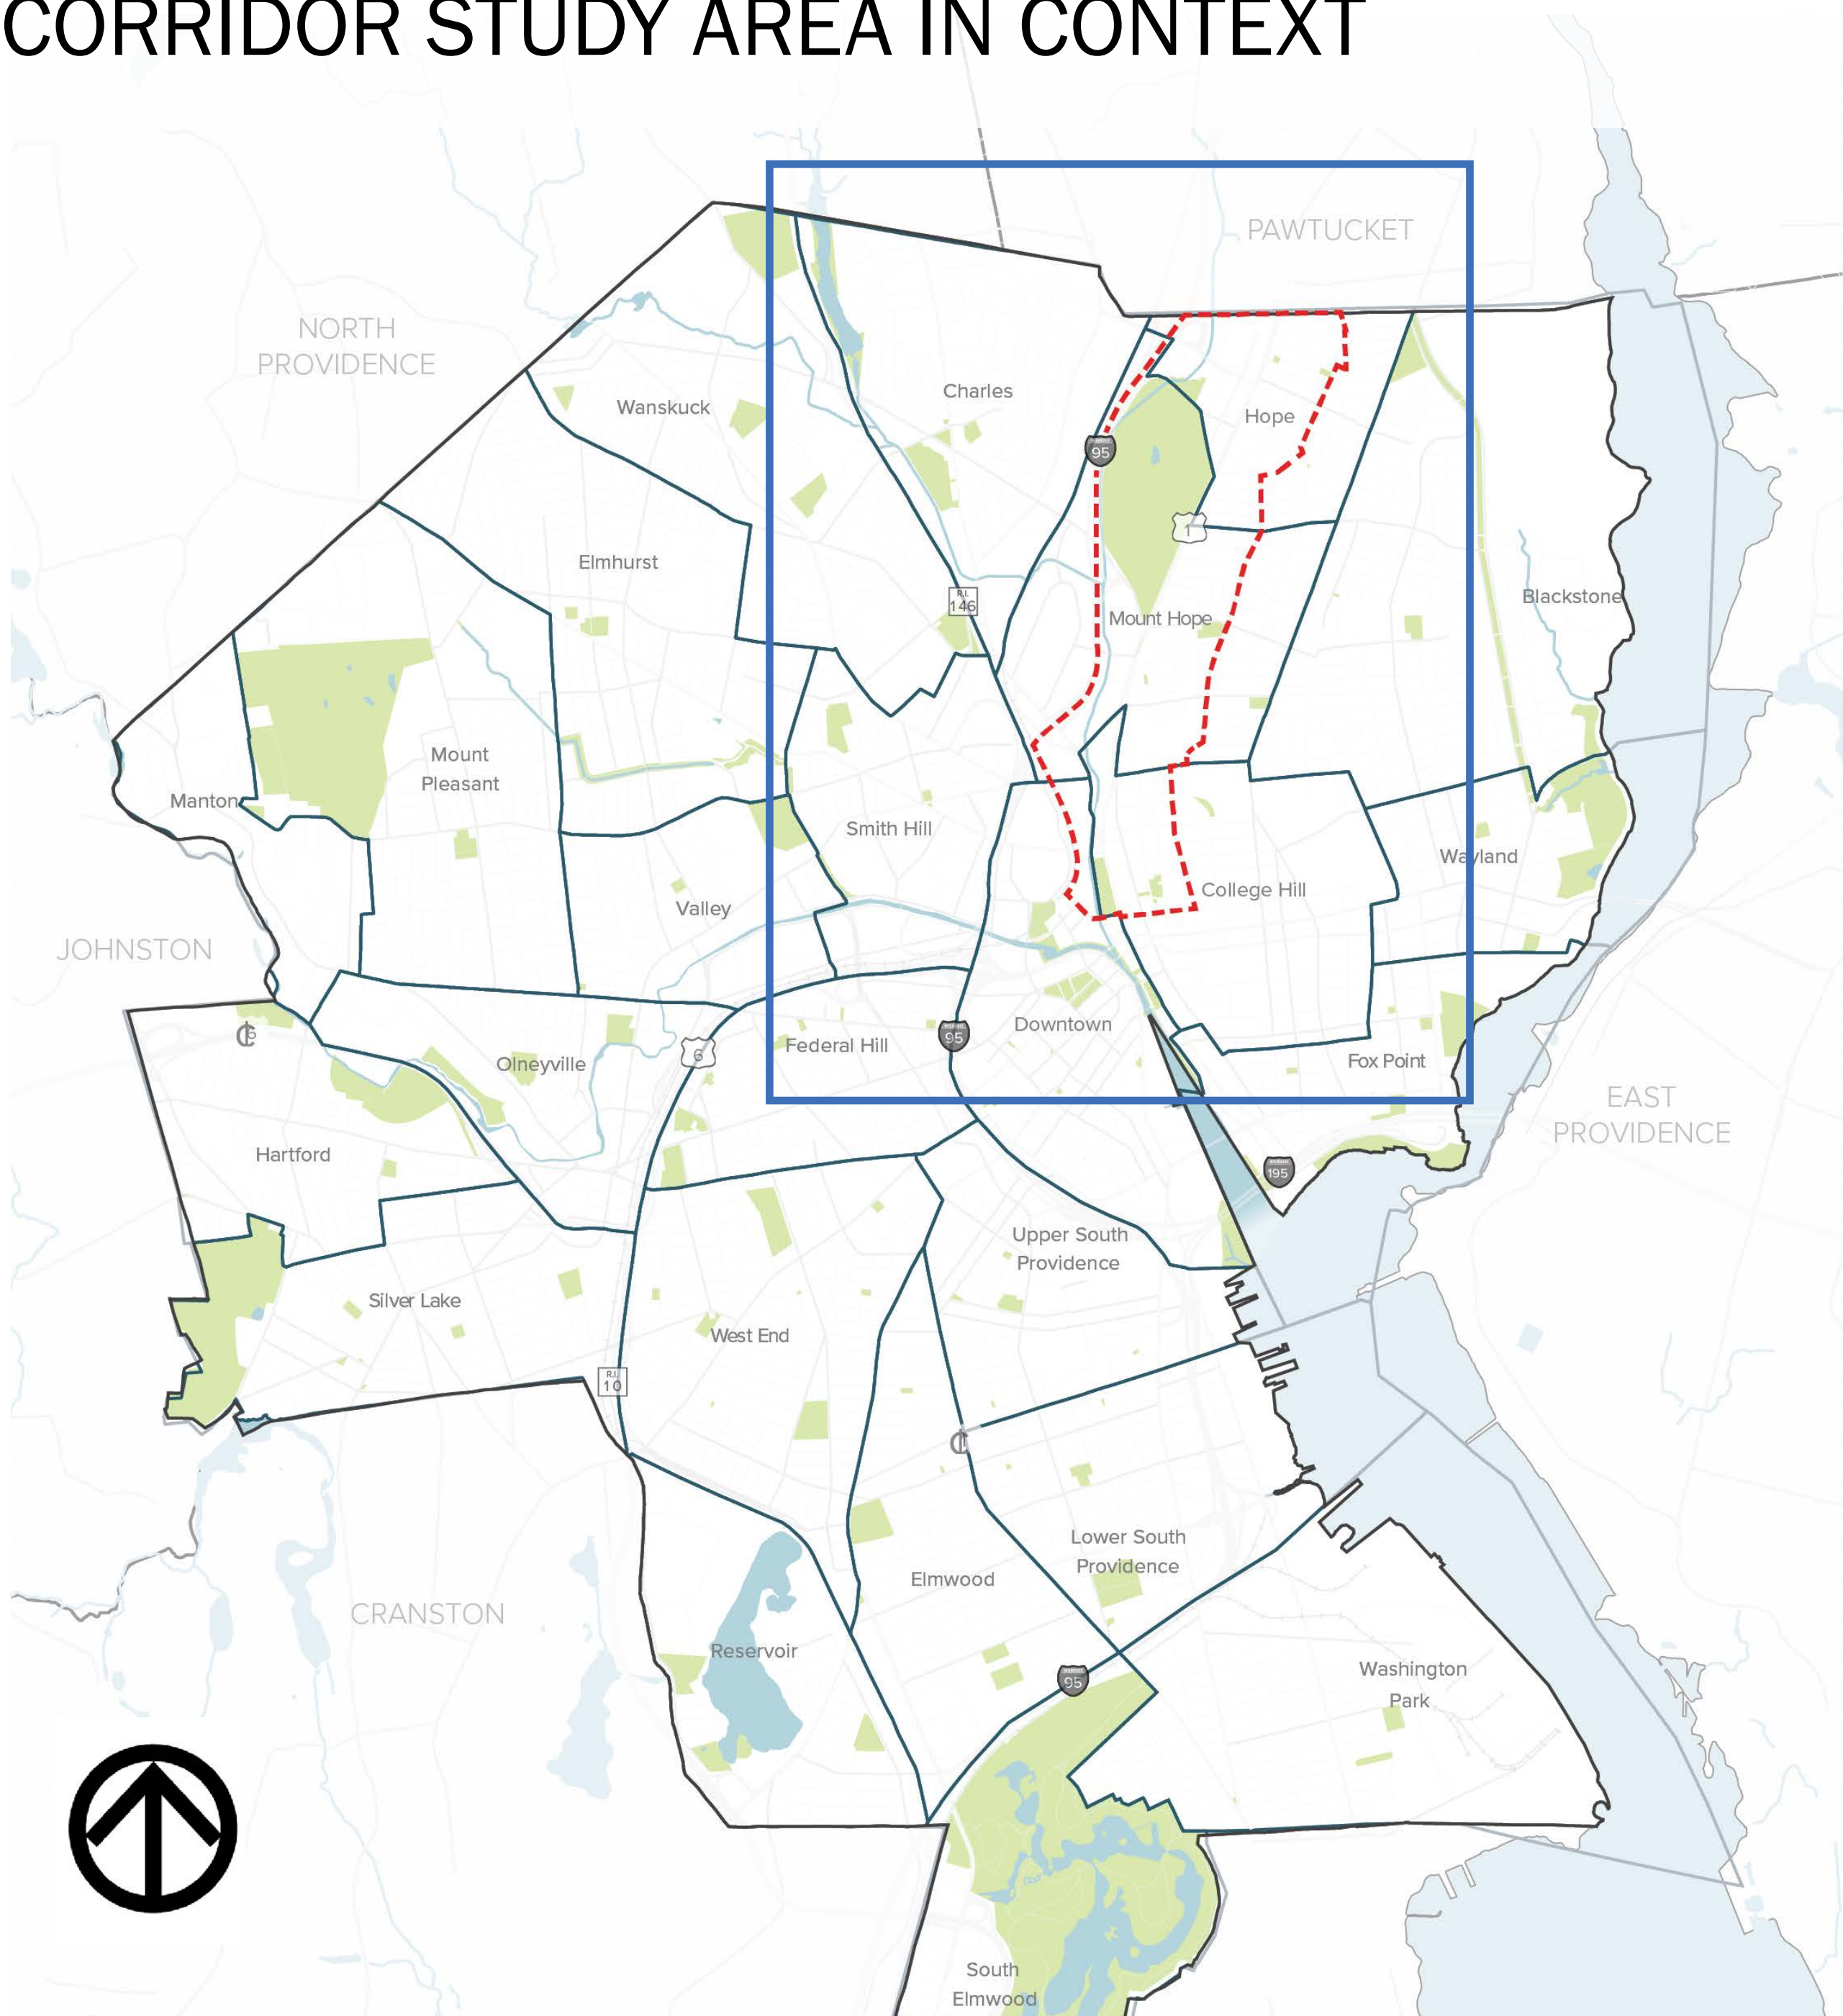 CORRIDOR STUDY AREA IN CONTEXT
PAWTUCKET
NORTH
PROVIDENCE
Charles
Wanskuck
Hope
95
1
Elmhurst
R.I.
146
Blackstone
Mount Hope
Mount
Pleasant
Manton
Smith Hill
Wayland
College Hill
Valley
JOHNSTON
6
Downtown
95
Federal Hill
6
Olneyville
Fox Point
EAST
PROVIDENCE
Hartford
195
Upper South
Providence
Silver Lake
West End
R.I.
10
Lower South
Providence
Elmwood
CRANSTON
Reservoir
95
Washington
Park
South
Elmwood